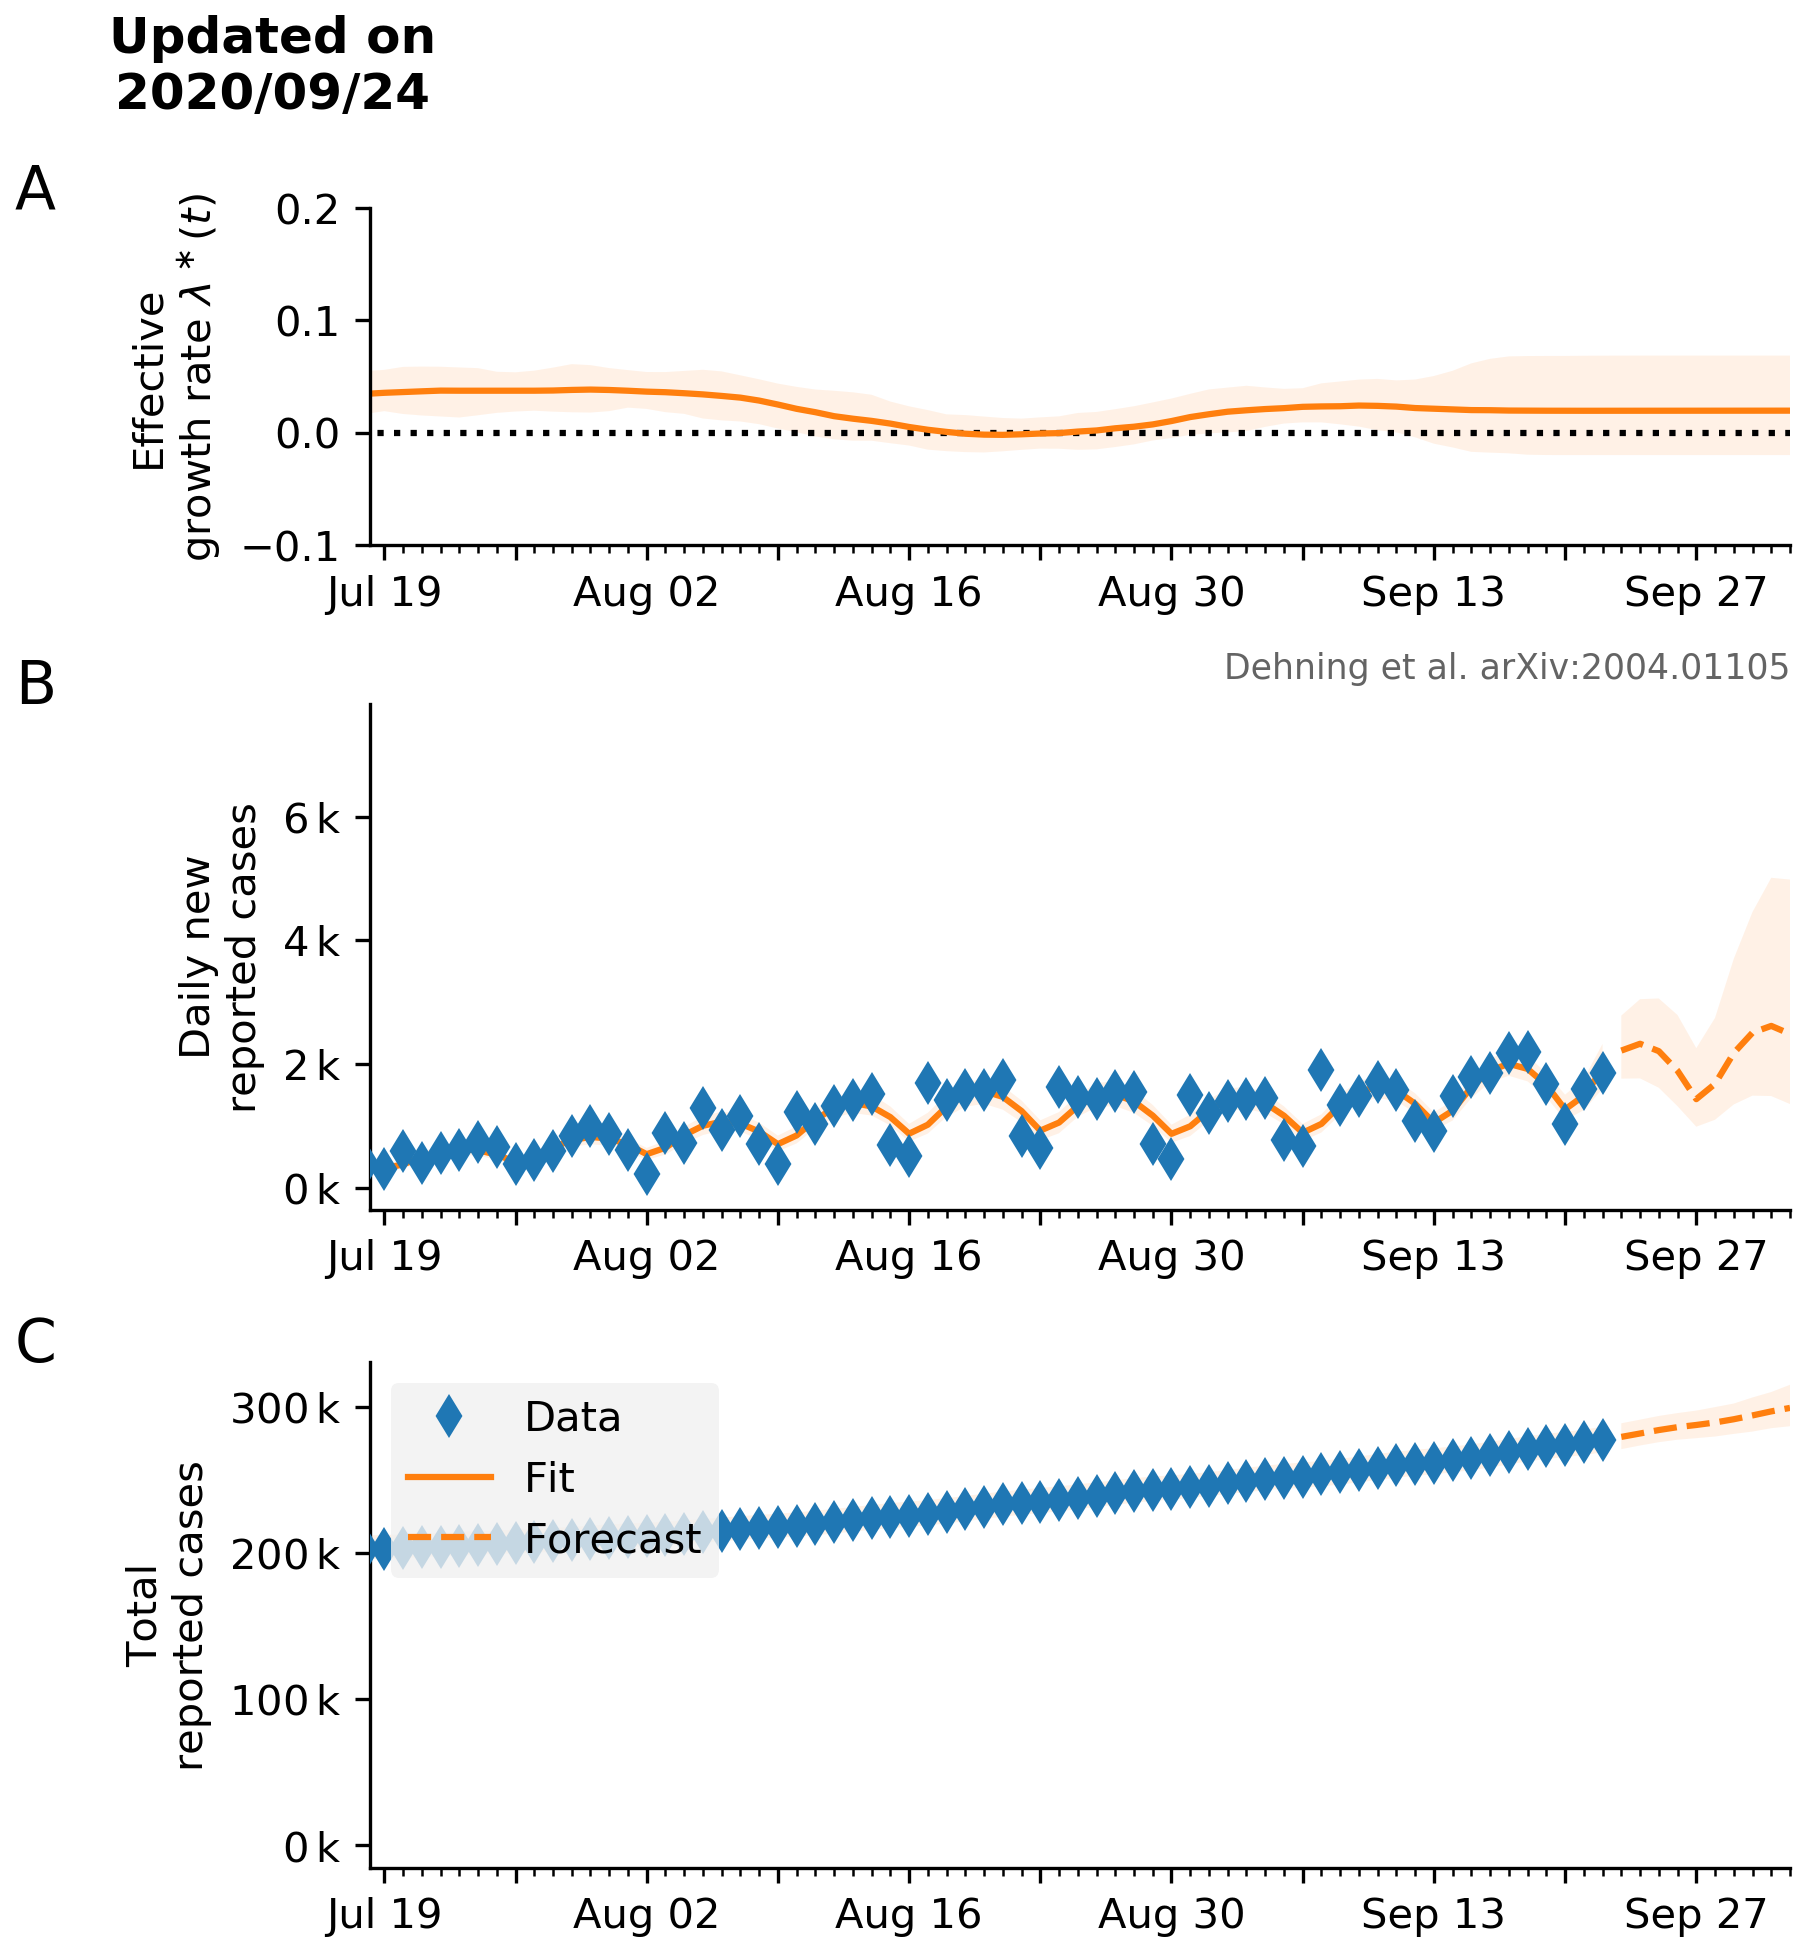 Updated on
2020/09/24
A
Effective
growth rate λ * (t)
0.2
0.1
0.0
−0.1
Jul 19 Aug 02 Aug 16 Aug 30 Sep 13 Sep 27
B
Dehning et al. arXiv:2004.01105
Daily new
reported cases
6 k
4 k
2 k
0 k
Jul 19 Aug 02 Aug 16 Aug 30 Sep 13 Sep 27
C
Total
reported cases
300 k
200 k
100 k
0 k
Data
Fit
Forecast
Jul 19 Aug 02 Aug 16 Aug 30 Sep 13 Sep 27